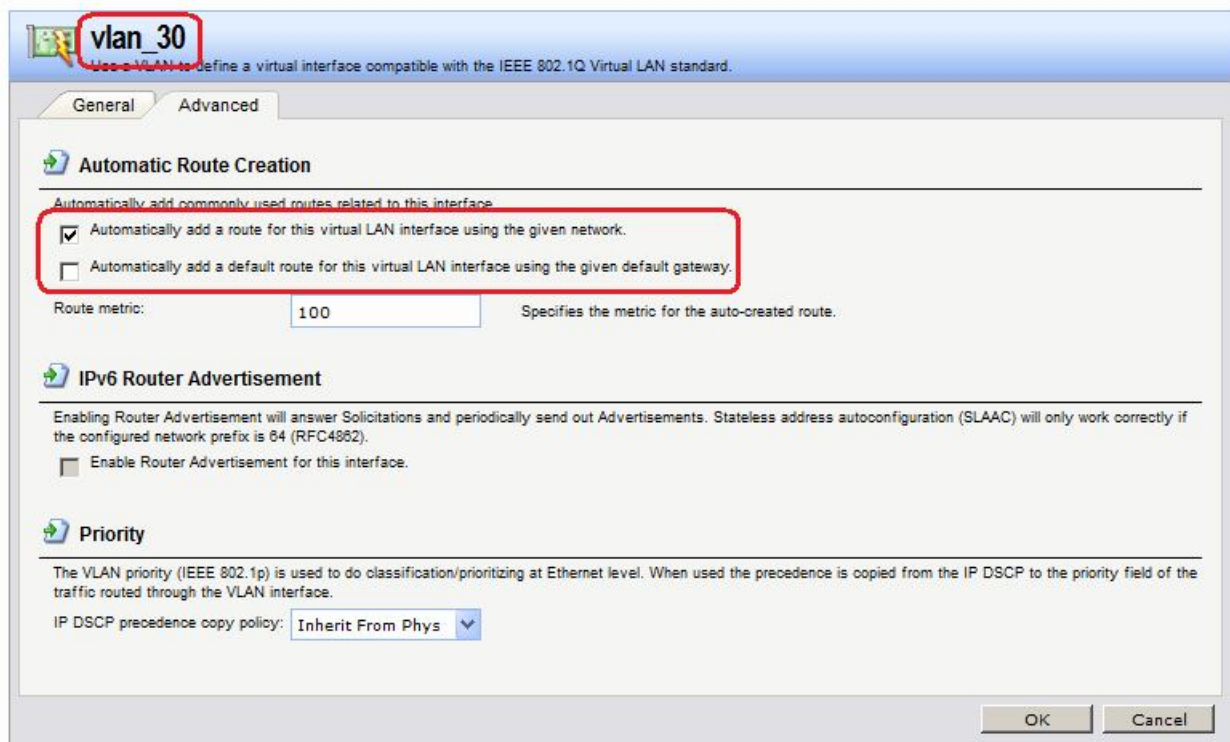 vlan_30
Use a VLAN to define a virtual interface compatible with the IEEE 802.1Q Virtual LAN standard.
General
Advanced
Automatic Route Creation
Automatically add commonly used routes related to this interface
Automatically add a route for this virtual LAN interface using the given network.
Automatically add a default route for this virtual LAN interface using the given default gateway.
Route metric: 100 Specifies the metric for the auto-created route.
IPv6 Router Advertisement
Enabling Router Advertisement will answer Solicitations and periodically send out Advertisements. Stateless address autoconfiguration (SLAAC) will only work correctly if
the configured network prefix is 64 (RFC4862).
Enable Router Advertisement for this interface.
Priority
The VLAN priority (IEEE 802.1p) is used to do classification/prioritizing at Ethernet level. When used the precedence is copied from the IP DSCP to the priority field of the
traffic routed through the VLAN interface.
IP DSCP precedence copy policy: Inherit From Phys
OK
Cancel